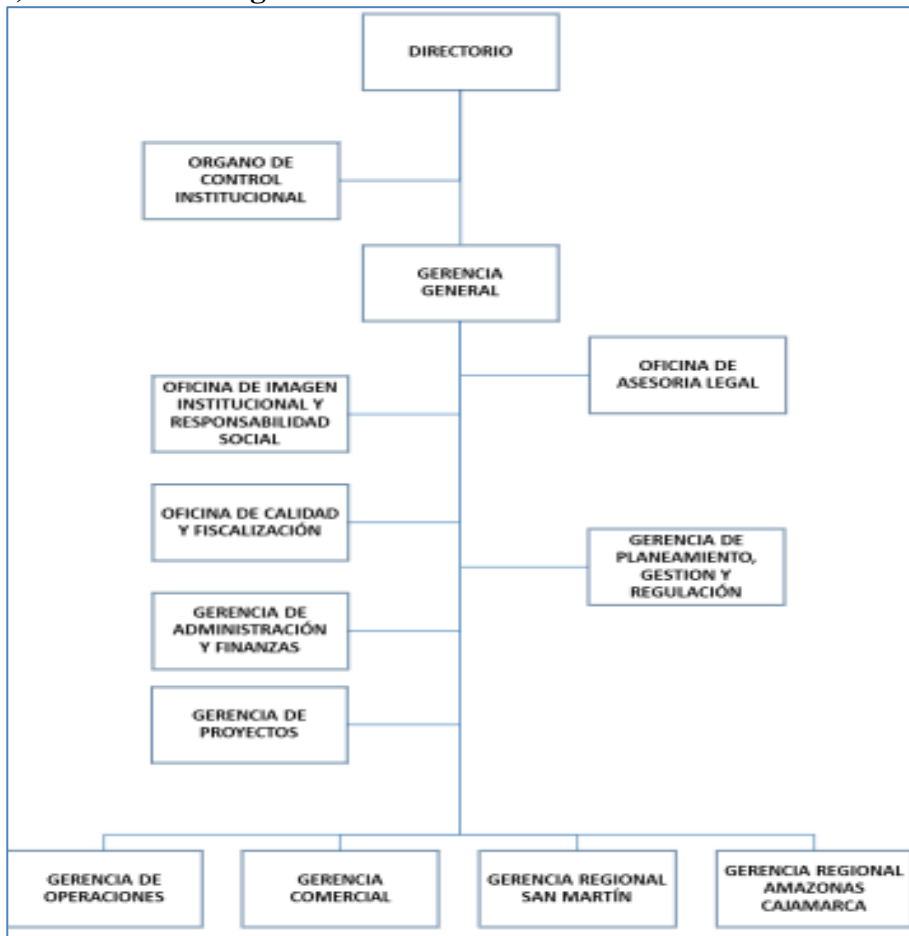 DIRECTORIO
ORGANO DE
CONTROL
INSTITUCIONAL
GERENCIA
GENERAL
OFICINA DE
ASESORIA LEGAL
OFICINA DE IMAGEN
INSTITUCIONAL Y
RESPONSABILIDAD
SOCIAL
OFICINA DE CALIDAD
Y FISCALIZACIÓN
GERENCIA DE
PLANEAMIENTO,
GESTION Y
REGULACIÓN
GERENCIA DE
ADMINISTRACIÓN
Y FINANZAS
GERENCIA DE
PROYECTOS
GERENCIA DE
OPERACIONES
GERENCIA
COMERCIAL
GERENCIA REGIONAL
SAN MARTÍN
GERENCIA REGIONAL
AMAZONAS
CAJAMARCA